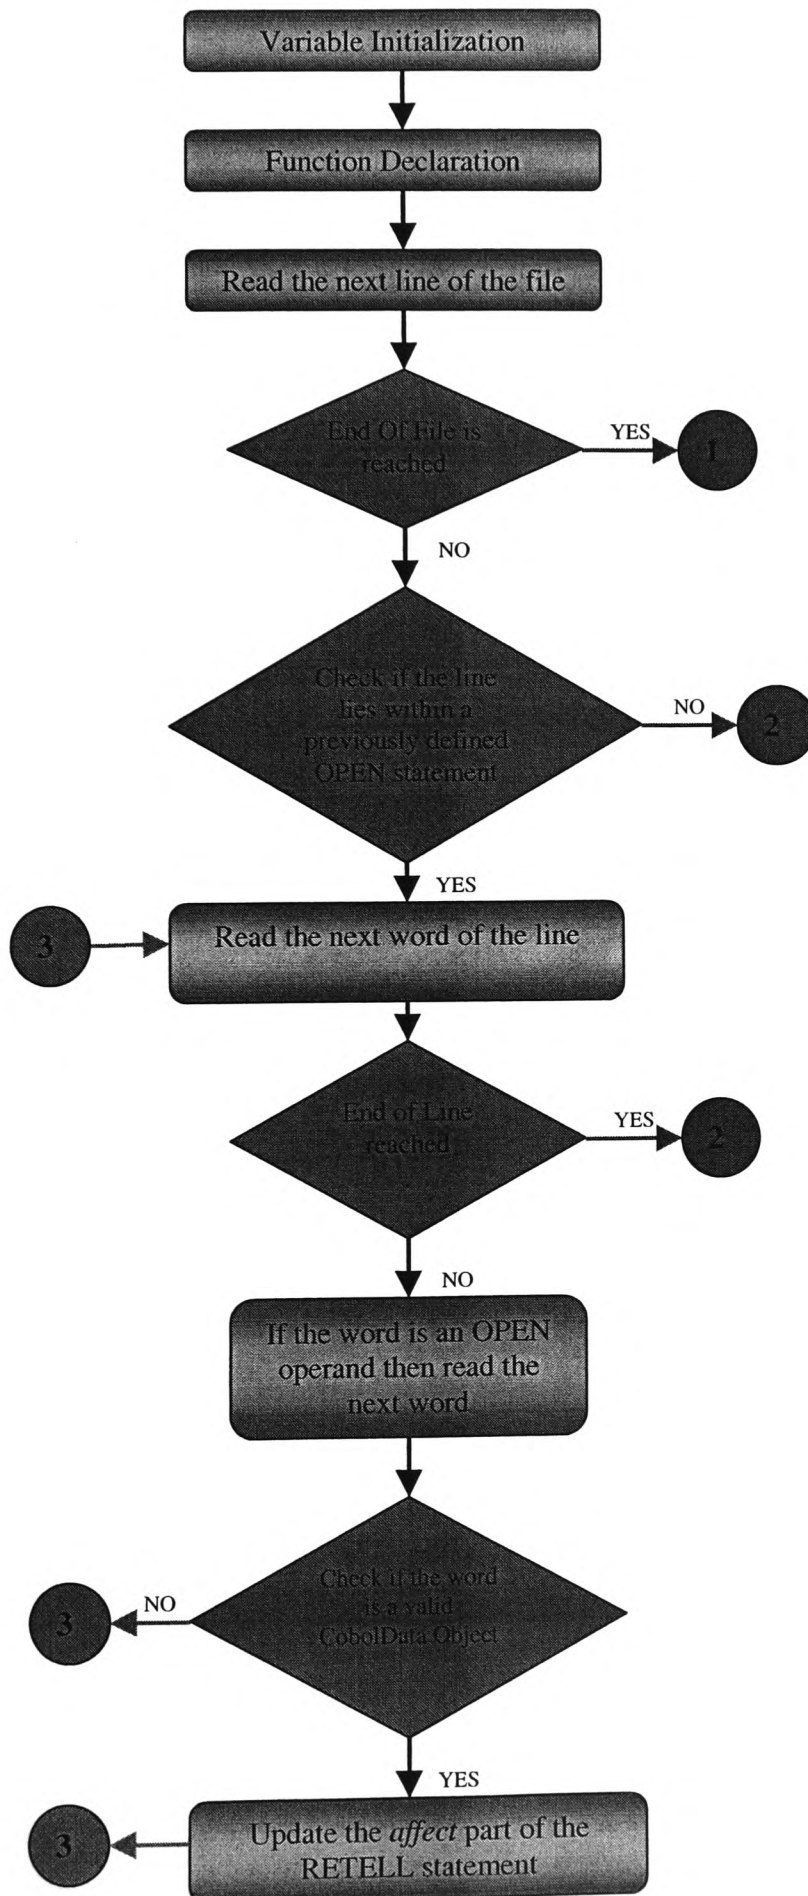 Variable Initialization
Function Declaration
Read the next line of the file
End Of File is
reached
YES
1
NO
Check if the line
lies within a
previously defined
OPEN statement
NO
2
YES
3
Read the next word of the line
End of Line
reached
YES
2
NO
If the word is an OPEN
operand then read the
next word
Check if the word
is a valid
CobolData Object
NO
3
YES
Update the affect part of the
RETELL statement
3